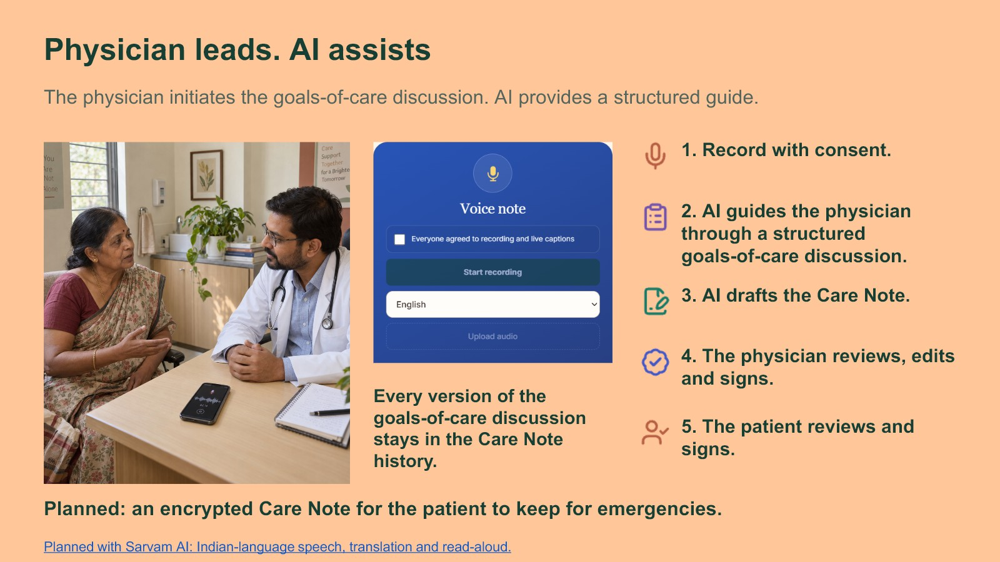 Physician leads. AI assists
The physician initiates the goals-of-care discussion. AI provides a structured guide.
You
Are
Not
Alone
Care
Support
Together
for a Brighte
Tomorrow
Voice note
Everyone agreed to recording and live captions
Start recording
English
Upload audio
Every version of the
goals-of-care discussion
stays in the Care Note
history.
1. Record with consent.
2. AI guides the physician
through a structured
goals-of-care discussion.
3. AI drafts the Care Note.
4. The physician reviews, edits
and signs.
5. The patient reviews and
signs.
Planned: an encrypted Care Note for the patient to keep for emergencies.
Planned with Sarvam AI: Indian-language speech, translation and read-aloud.